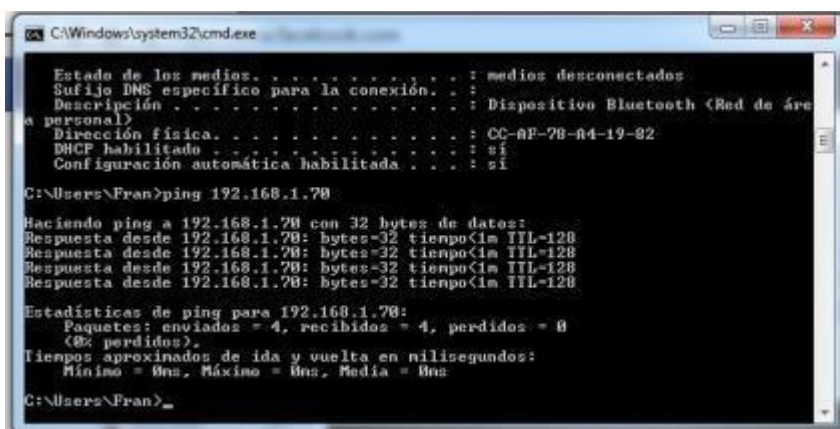 C:\Windows\system32\cmd.exe
Estado de los medios. . . . . . . . . . . : medios desconectados
Sufijo DNS específico para la conexión. . :
Descripción . . . . . . . . . . . . . . . : Dispositivo Bluetooth (Red de áre
a personal)
Dirección física. . . . . . . . . . . . . : CC-AF-78-A4-19-82
DHCP habilitado . . . . . . . . . . . . . : sí
Configuración automática habilitada . . . : sí
C:\Users\Fran>ping 192.168.1.70
Haciendo ping a 192.168.1.70 con 32 bytes de datos:
Respuesta desde 192.168.1.70: bytes=32 tiempo<1m TTL=128
Respuesta desde 192.168.1.70: bytes=32 tiempo<1m TTL=128
Respuesta desde 192.168.1.70: bytes=32 tiempo<1m TTL=128
Respuesta desde 192.168.1.70: bytes=32 tiempo<1m TTL=128
Estadísticas de ping para 192.168.1.70:
Paquetes: enviados = 4, recibidos = 4, perdidos = 0
(0% perdidos),
Tiempos aproximados de ida y vuelta en milisegundos:
Mínimo = 0ms, Máximo = 0ms, Media = 0ms
C:\Users\Fran>_